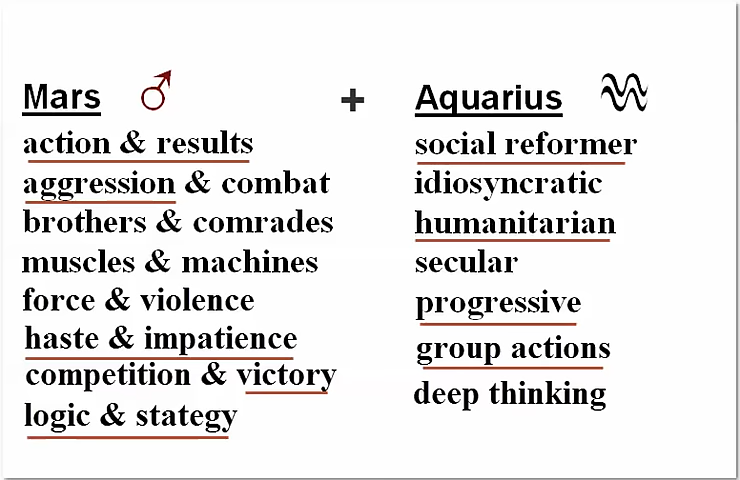 Mars ♂ + Aquarius ♒
action & results
aggression & combat
brothers & comrades
muscles & machines
force & violence
haste & impatience
competition & victory
logic & stategy
social reformer
idiosyncratic
humanitarian
secular
progressive
group actions
deep thinking